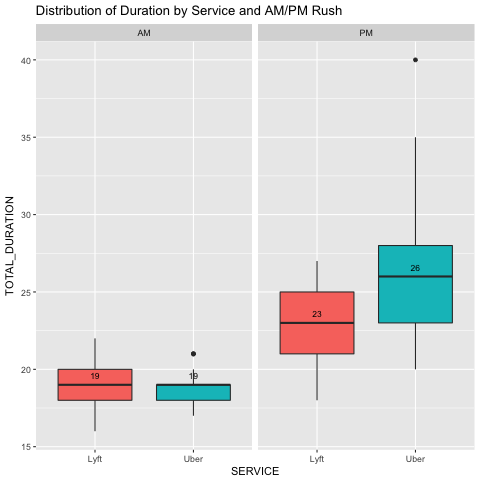 Distribution of Duration by Service and AM/PM Rush
AM
PM
TOTAL_DURATION
40
35
30
25
20
15
19
19
23
26
Lyft
Uber
Lyft
Uber
SERVICE